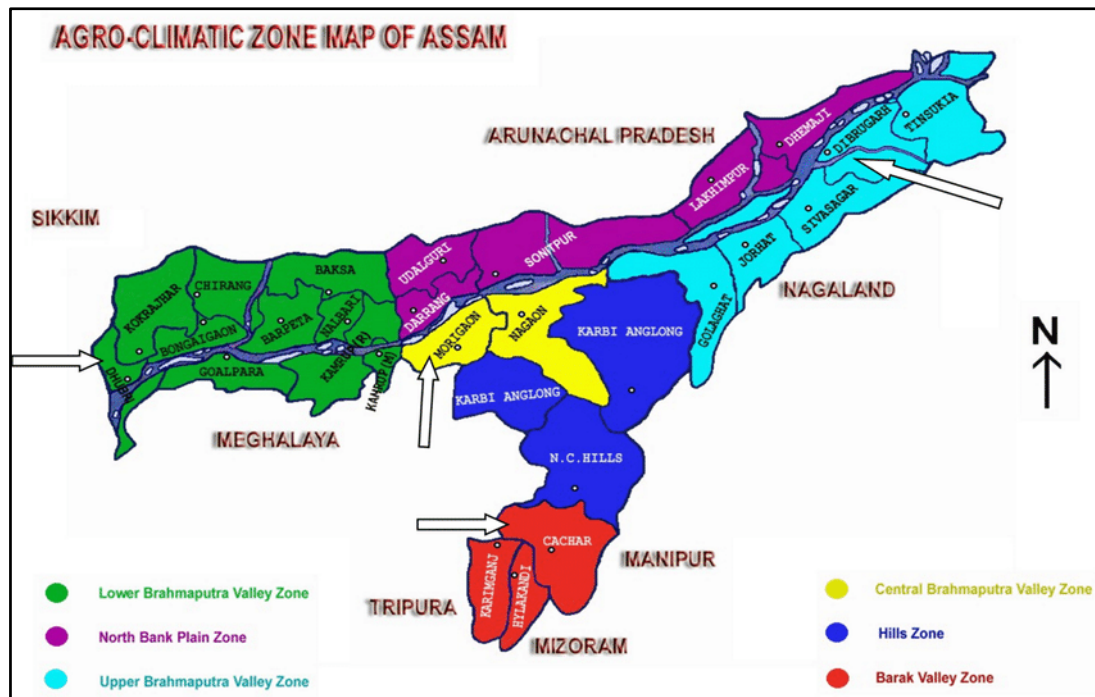 AGRO-CLIMATIC ZONE MAP OF ASSAM
ARUNACHAL PRADESH
SIKKIM
NAGALAND
MEGHALAYA
MANIPUR
TRIPURA
MIZORAM
N
TINSUKIA
DIBRUGARH
DHEMAJI
LAKHIMPUR
SIVASAGAR
JORHAT
GOLAGHAT
SONITPUR
UDALGURI
DARRANG
BAKSA
CHIRANG
KOKRAJHAR
NALBARI
BARPETA
BONGAIGAON
DHUBRI
GOALPARA
KAMRUP (R)
KAMRUP (M)
MORIGAON
NAGAON
KARBI ANGLONG
KARBI ANGLONG
N.C.HILLS
CACHAR
KARIMGANJ
HYLAKANDI
Lower Brahmaputra Valley Zone
North Bank Plain Zone
Upper Brahmaputra Valley Zone
Central Brahmaputra Valley Zone
Hills Zone
Barak Valley Zone